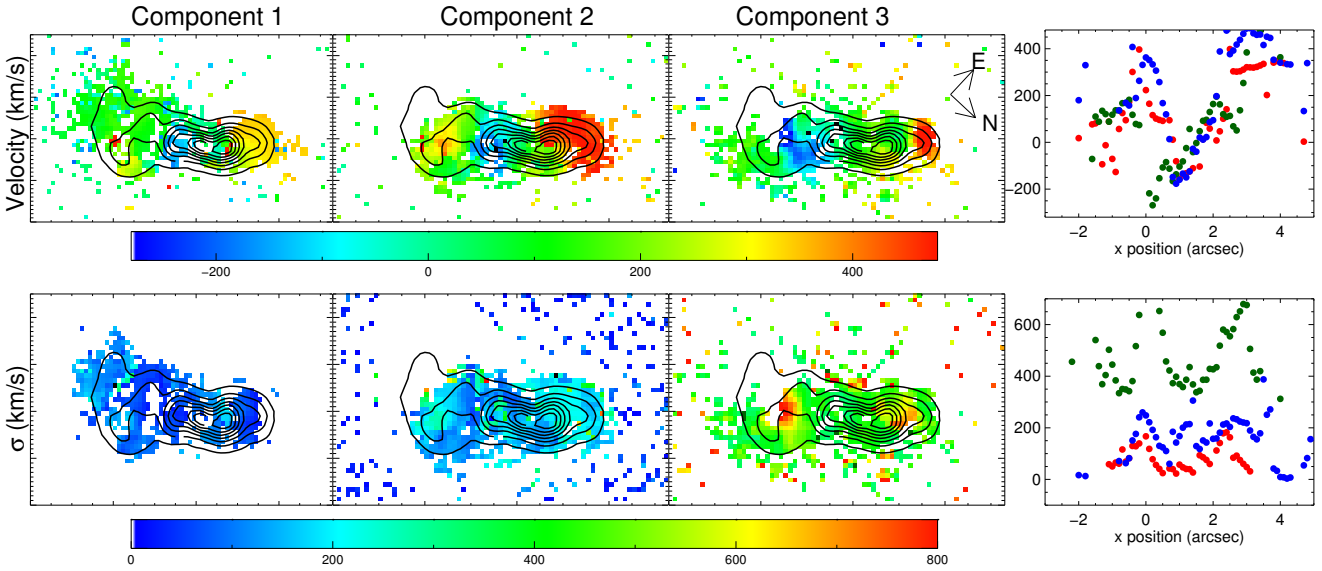 Component 1 Component 2 Component 3
Velocity (km/s)
E
N
−200 0 200 400
400
200
0
−200
−2 0 2 4
x position (arcsec)
σ (km/s)
0 200 400 600 800
600
400
200
0
−2 0 2 4
x position (arcsec)